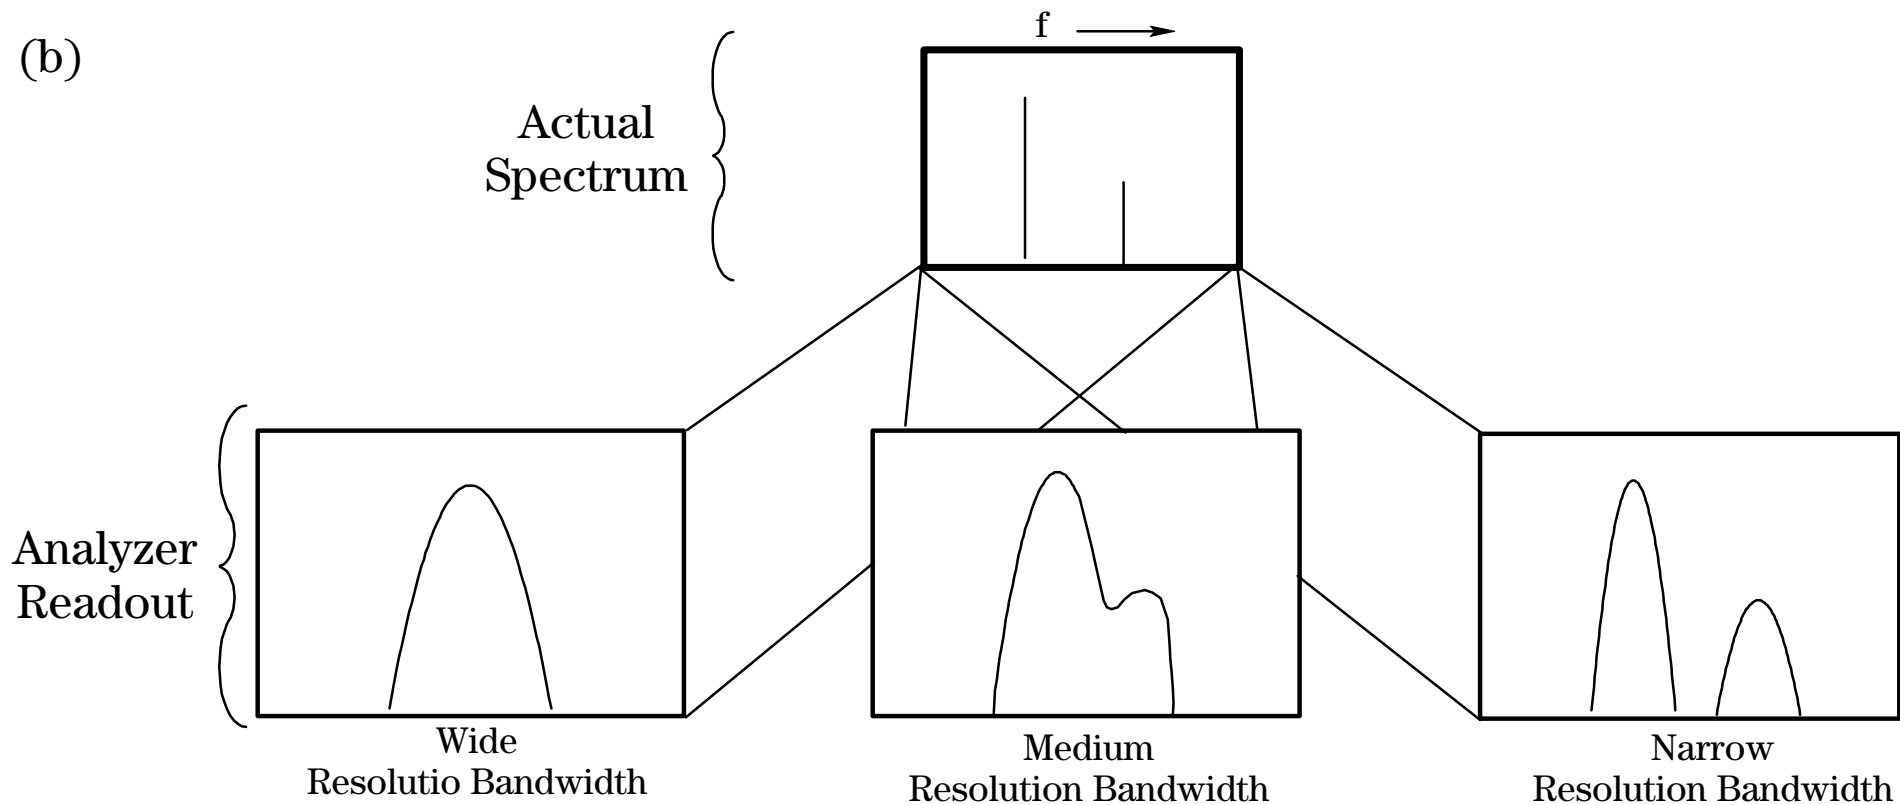 (b)
f
Actual
Spectrum
Analyzer
Readout
Wide
Resolutio Bandwidth
Medium
Resolution Bandwidth
Narrow
Resolution Bandwidth